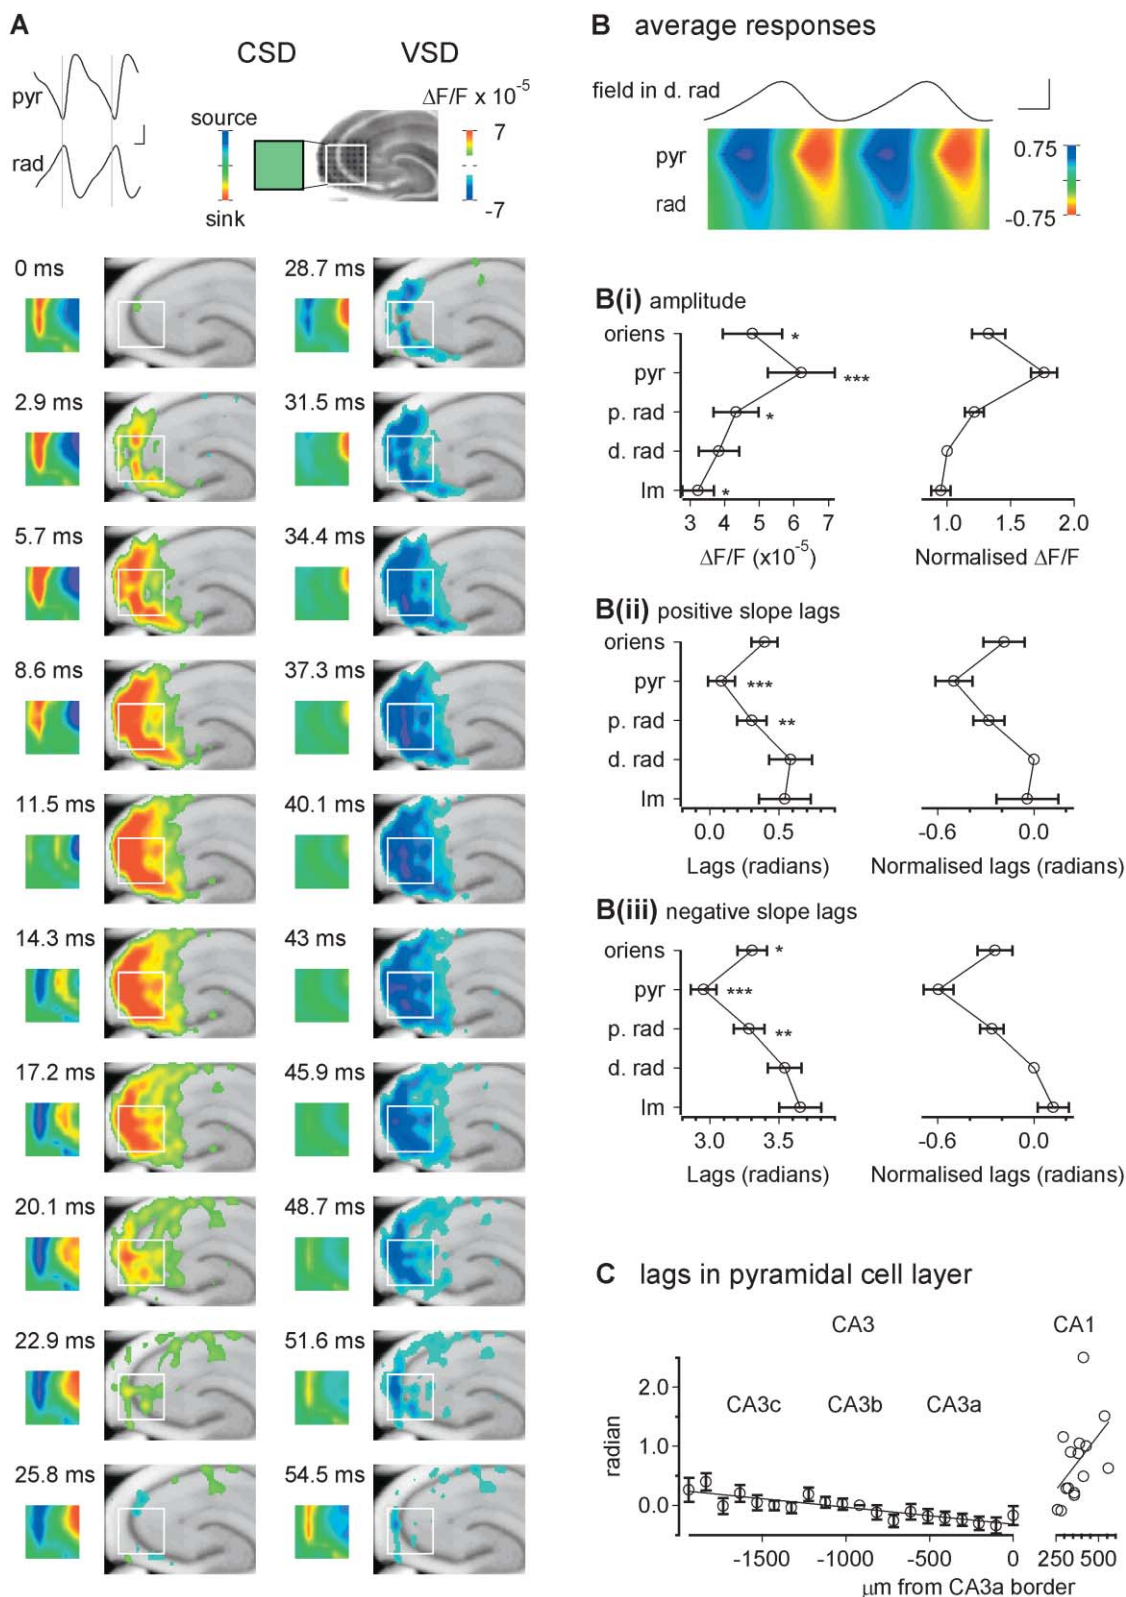 A
CSD
VSD
pyr
rad
source
sink
ΔF/F x 10-5
7
-7
0 ms
28.7 ms
2.9 ms
31.5 ms
5.7 ms
34.4 ms
8.6 ms
37.3 ms
11.5 ms
40.1 ms
14.3 ms
43 ms
17.2 ms
45.9 ms
20.1 ms
48.7 ms
22.9 ms
51.6 ms
25.8 ms
54.5 ms
B average responses
field in d. rad
pyr
rad
0.75
-0.75
B(i) amplitude
oriens *
pyr ***
p. rad *
d. rad
lm *
3 4 5 6 7
1.0 1.5 2.0
ΔF/F (x10-5)
Normalised ΔF/F
B(ii) positive slope lags
oriens
pyr ***
p. rad **
d. rad
lm
0.0 0.5
-0.6 0.0
Lags (radians)
Normalised lags (radians)
B(iii) negative slope lags
oriens *
pyr ***
p. rad **
d. rad
lm
3.0 3.5
-0.6 0.0
Lags (radians)
Normalised lags (radians)
C lags in pyramidal cell layer
CA3 CA1
CA3c CA3b CA3a
radian
2.0
1.0
0.0
-1500 -1000 -500 0
250 500
μm from CA3a border